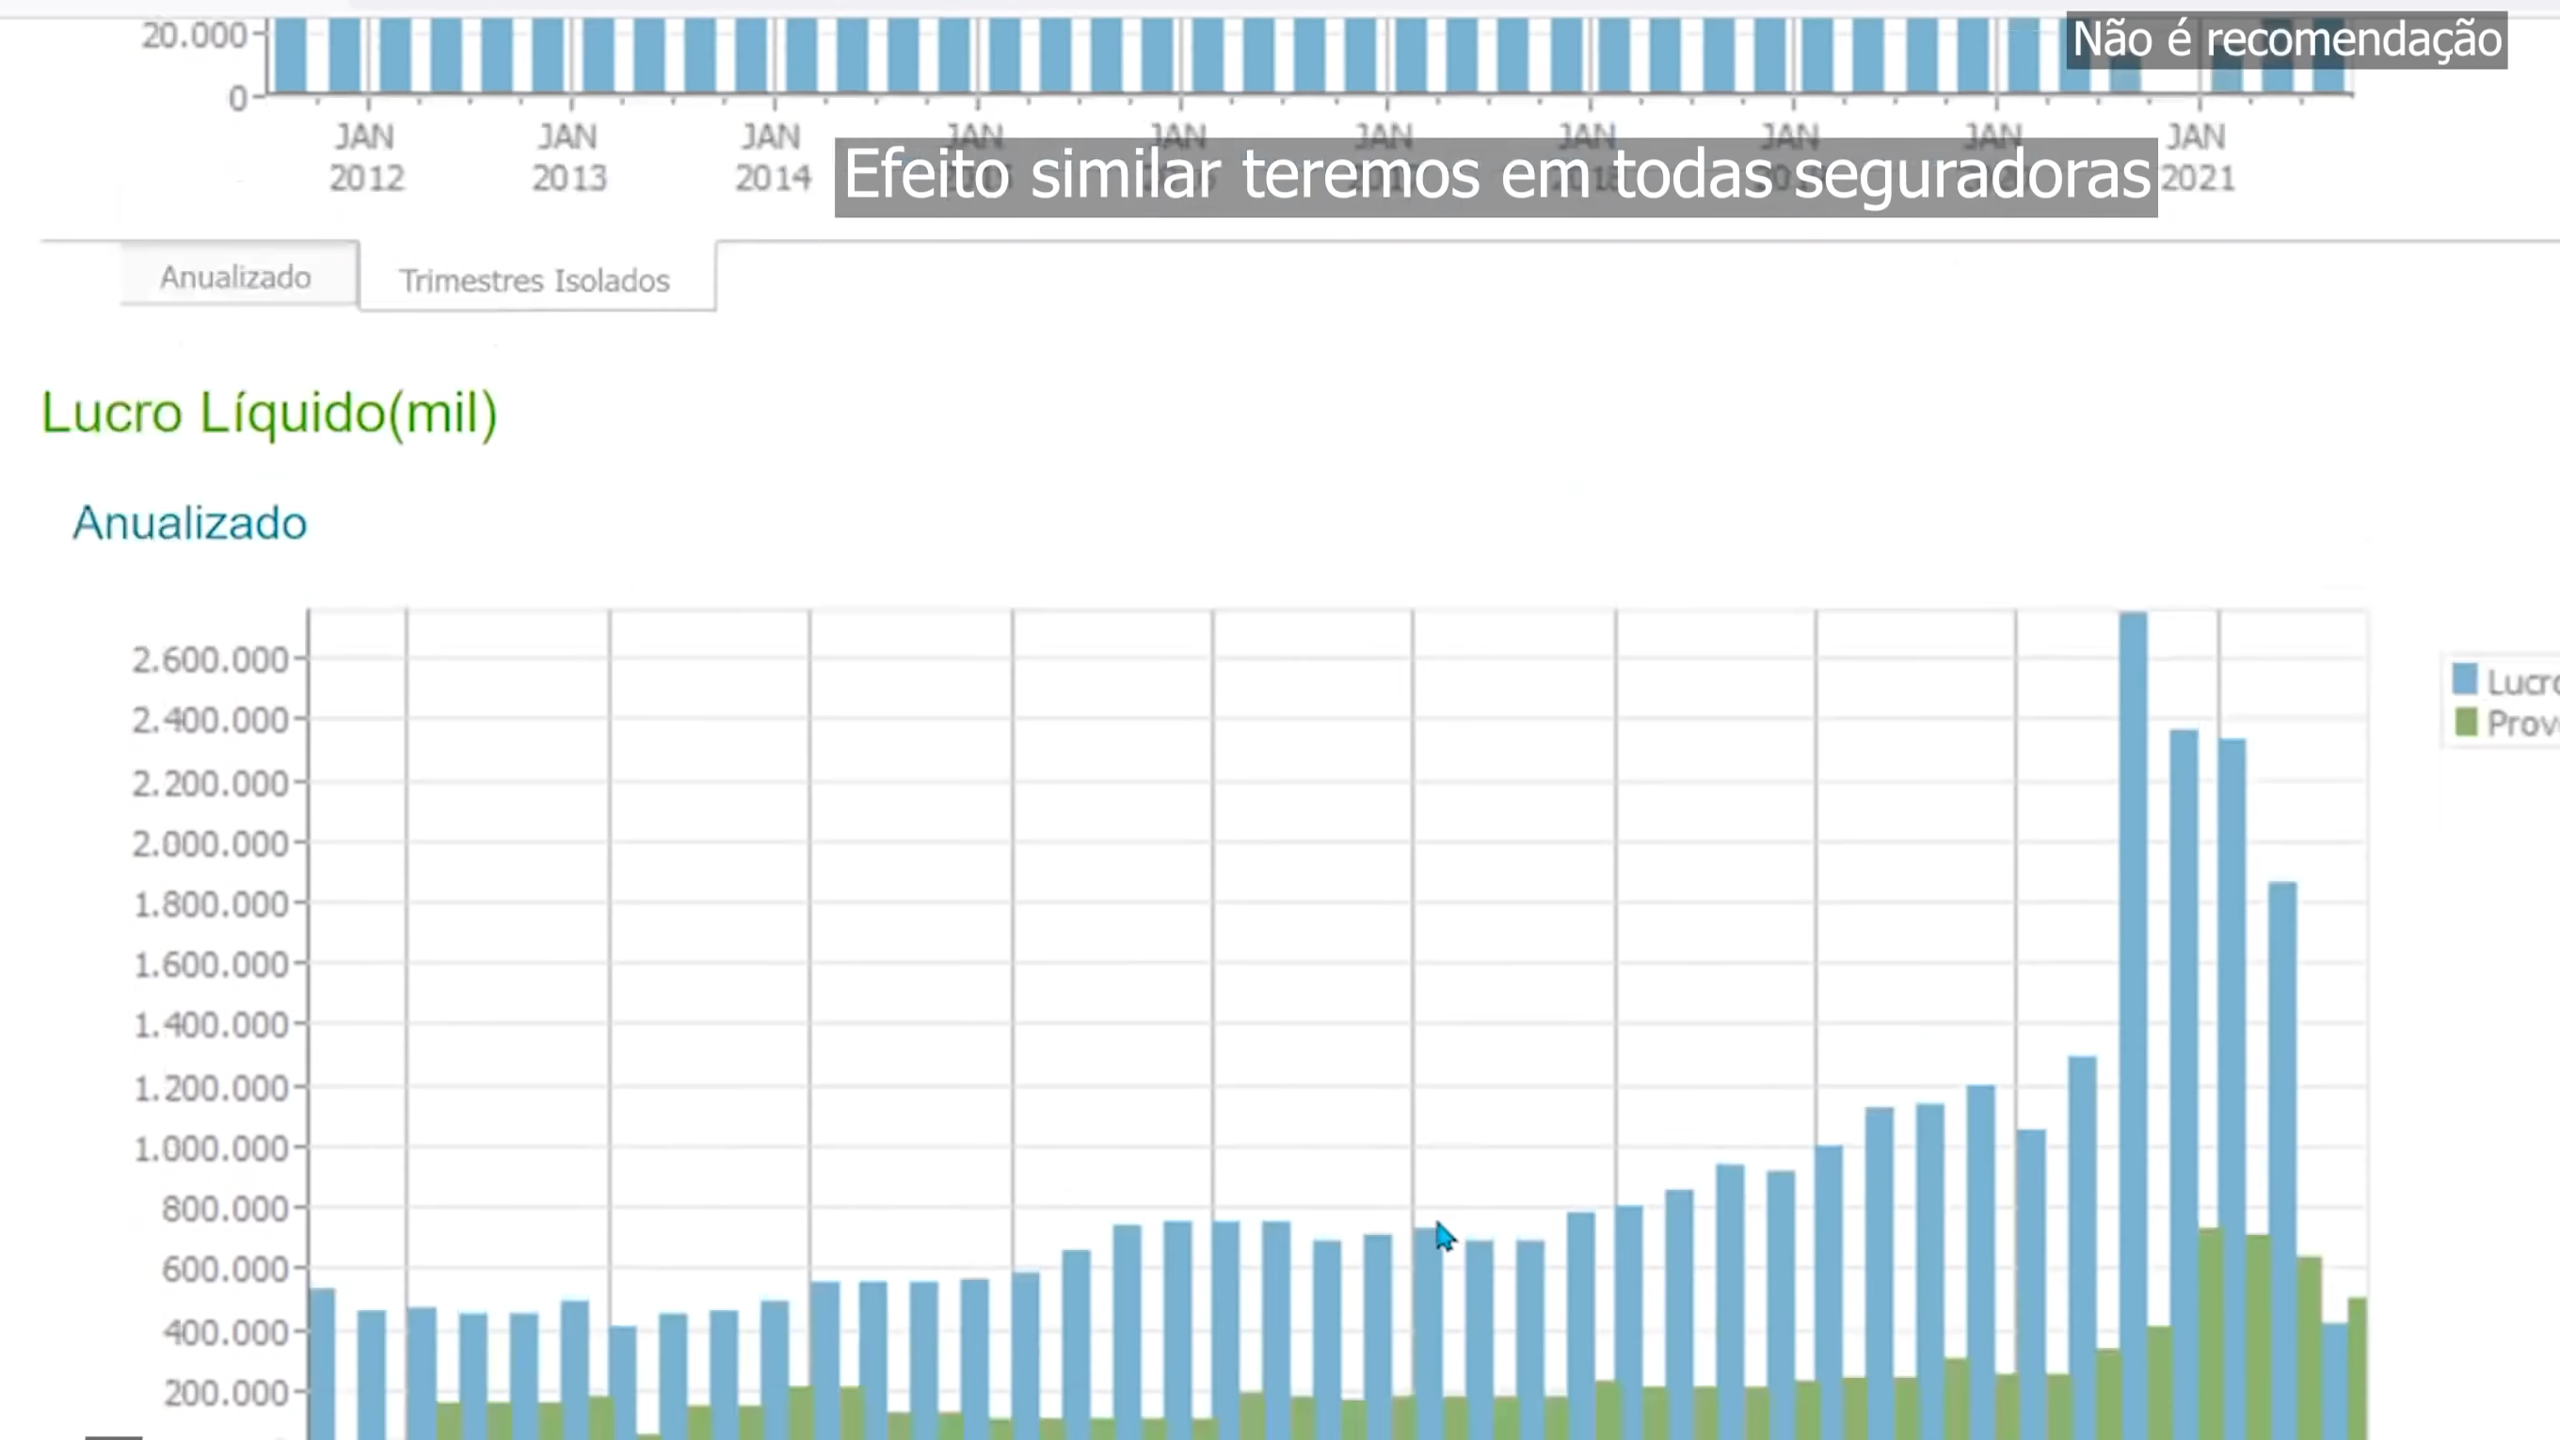 20.000
Não é recomendação
0
JAN JAN JAN JAN JAN JAN JAN JAN JAN JAN
2012 2013 2014 Efeito similar teremos em todas seguradoras 2021
Anualizado Trimestres Isolados
Lucro Líquido(mil)
Anualizado
2.600.000
2.400.000
2.200.000
2.000.000
1.800.000
1.600.000
1.400.000
1.200.000
1.000.000
800.000
600.000
400.000
200.000
Lucro
Prov